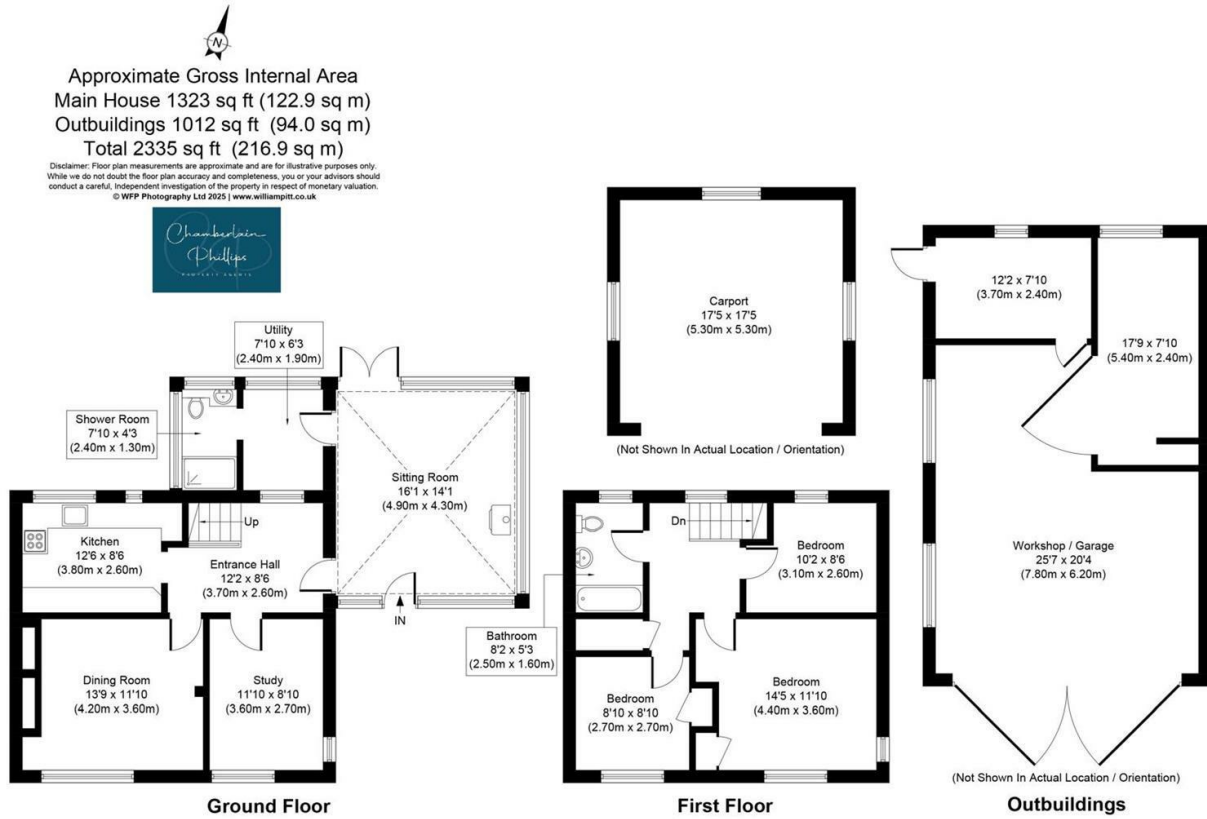 N
Approximate Gross Internal Area
Main House 1323 sq ft (122.9 sq m)
Outbuildings 1012 sq ft (94.0 sq m)
Total 2335 sq ft (216.9 sq m)
Disclaimer: Floor plan measurements are approximate and are for illustrative purposes only.
While we do not doubt the floor plan accuracy and completeness, you or your advisors should
conduct a careful, Independent investigation of the property in respect of monetary valuation.
© WFP Photography Ltd 2025 | www.williampitt.co.uk
Chamberlain
Phillips
PROPERTY AGENTS
Utility
7'10 x 6'3
(2.40m x 1.90m)
Shower Room
7'10 x 4'3
(2.40m x 1.30m)
Sitting Room
16'1 x 14'1
(4.90m x 4.30m)
Kitchen
12'6 x 8'6
(3.80m x 2.60m)
Up
Entrance Hall
12'2 x 8'6
(3.70m x 2.60m)
IN
Dining Room
13'9 x 11'10
(4.20m x 3.60m)
Study
11'10 x 8'10
(3.60m x 2.70m)
Ground Floor
Carport
17'5 x 17'5
(5.30m x 5.30m)
(Not Shown In Actual Location / Orientation)
Dn
Bedroom
10'2 x 8'6
(3.10m x 2.60m)
Bathroom
8'2 x 5'3
(2.50m x 1.60m)
Bedroom
8'10 x 8'10
(2.70m x 2.70m)
Bedroom
14'5 x 11'10
(4.40m x 3.60m)
First Floor
12'2 x 7'10
(3.70m x 2.40m)
17'9 x 7'10
(5.40m x 2.40m)
Workshop / Garage
25'7 x 20'4
(7.80m x 6.20m)
(Not Shown In Actual Location / Orientation)
Outbuildings